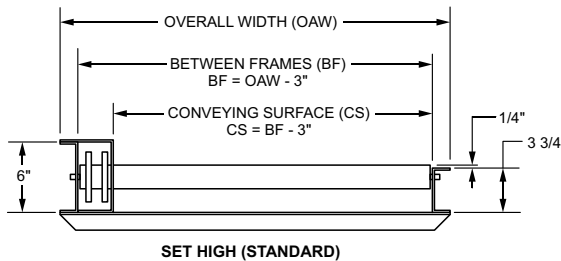 OVERALL WIDTH (OAW)
BETWEEN FRAMES (BF)
BF = OAW - 3"
CONVEYING SURFACE (CS)
CS = BF - 3"
1/4"
3 3/4
6"
SET HIGH (STANDARD)